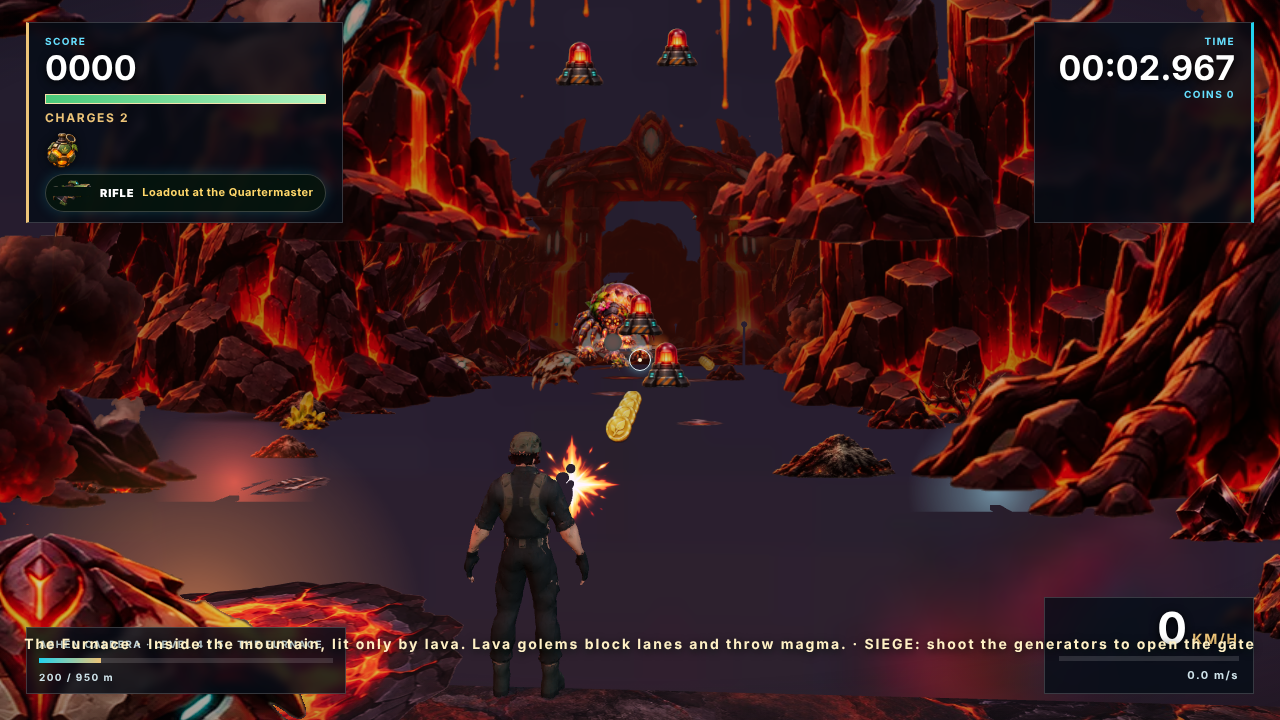 SCORE
0000
CHARGES 2
RIFLE Loadout at the Quartermaster
TIME
00:02.967
COINS 0
The Furnace · Inside the mountain, lit only by lava. Lava golems block lanes and throw magma. · SIEGE: shoot the generators to open the gate
200 / 950 m
0 KM/H
0.0 m/s